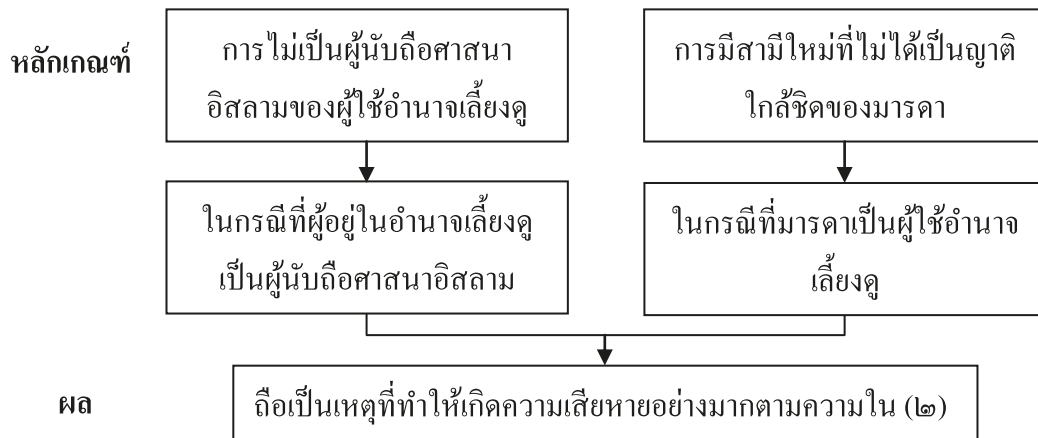 หลักเกณฑ์
การไม่เป็นผู้นับถือศาสนา
อิสลามของผู้ใช้อำนาจเลี้ยงดู
การมีสามีใหม่ที่ไม่ได้เป็นญาติ
ใกล้ชิดของมารดา
ในกรณีที่ผู้อยู่ในอำนาจเลี้ยงดู
เป็นผู้นับถือศาสนาอิสลาม
ในกรณีที่มารดาเป็นผู้ใช้อำนาจ
เลี้ยงดู
ผล
ถือเป็นเหตุที่ทำให้เกิดความเสียหายอย่างมากตามความใน (๒)